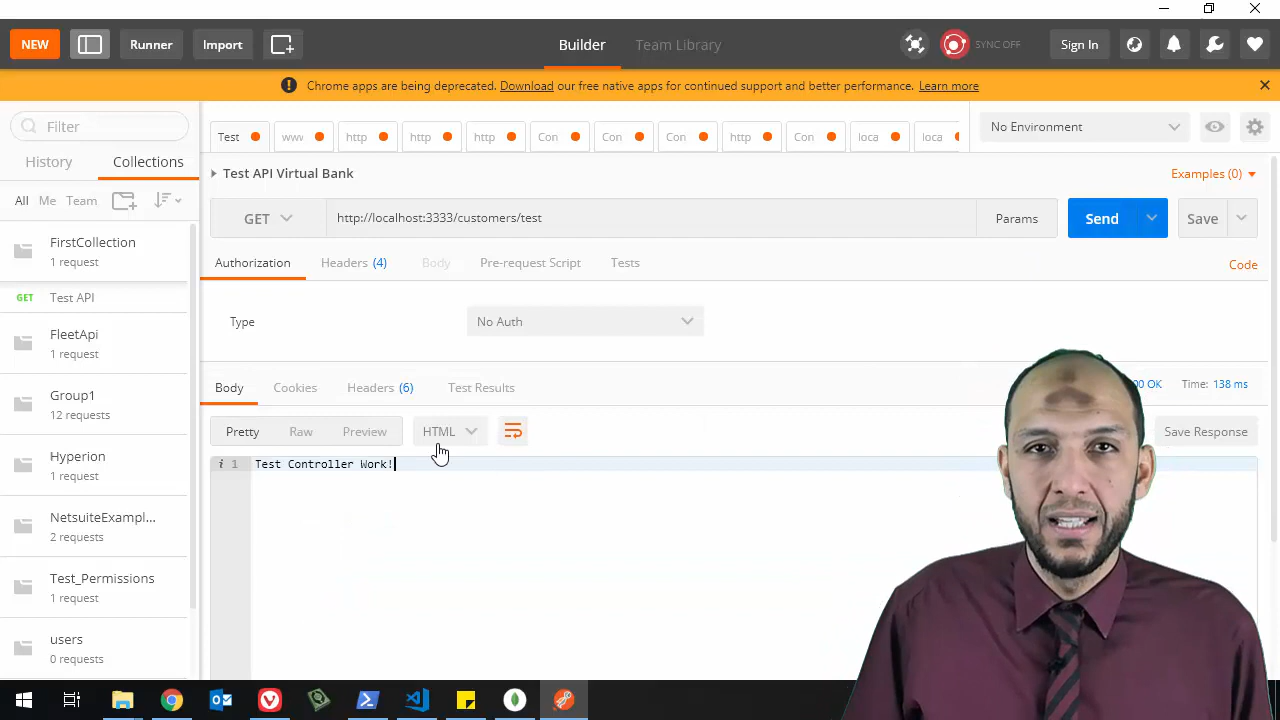 NEW
Runner
Import
Builder
Team Library
SYNC OFF
Sign In
Chrome apps are being deprecated. Download our free native apps for continued support and better performance. Learn more
Filter
History
Collections
All
Me
Team
FirstCollection
1 request
GET Test API
FleetApi
1 request
Group1
12 requests
Hyperion
1 request
NetsuiteExampl...
2 requests
Test_Permissions
1 request
users
0 requests
Test
www
http
http
http
Con
Con
Con
http
Con
loca
loca
No Environment
Test API Virtual Bank
Examples (0)
GET
http://localhost:3333/customers/test
Params
Send
Save
Authorization
Headers (4)
Body
Pre-request Script
Tests
Code
Type
No Auth
Body
Cookies
Headers (6)
Test Results
OK
Time: 138 ms
Pretty
Raw
Preview
HTML
Save Response
i 1 Test Controller Work!